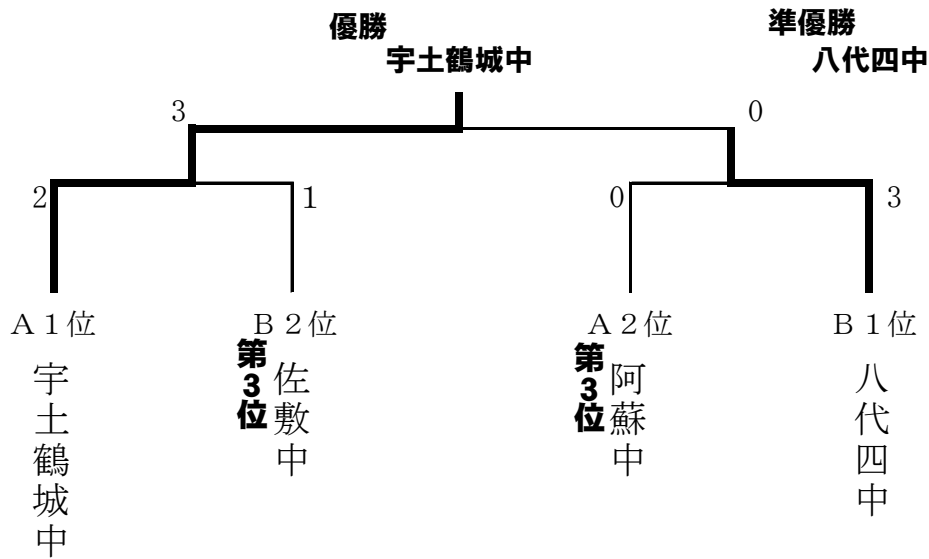 優勝
宇土鶴城中
準優勝
八代四中
3
0
2
1
0
3
A1位
B2位
A2位
B1位
宇土鶴城中
第3位
佐敷中
第3位
阿蘇中
八代四中